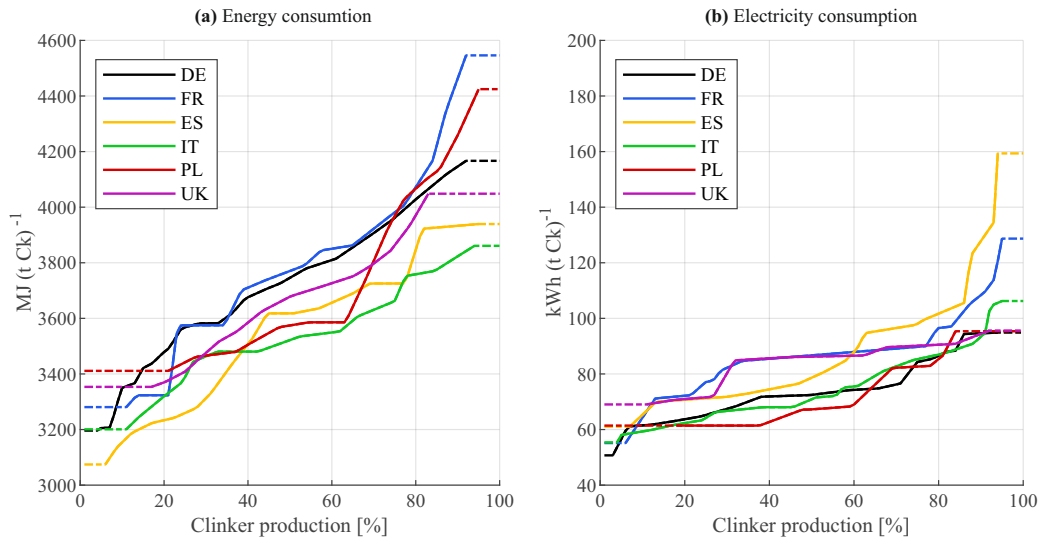 (a) Energy consumtion
MJ (t Ck) -1
4600
4400
4200
4000
3800
3600
3400
3200
3000
DE
FR
ES
IT
PL
UK
0
20
40
60
80
100
Clinker production [%]
(b) Electricity consumption
kWh (t Ck)-1
200
180
160
140
120
100
80
60
40
DE
FR
ES
IT
PL
UK
0
20
40
60
80
100
Clinker production [%]